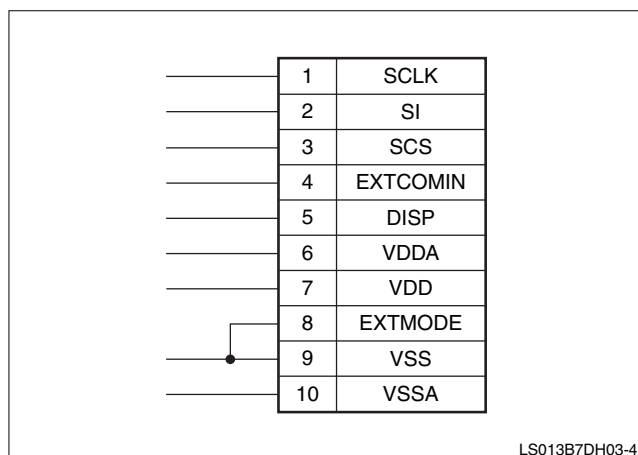 1 SCLK
2 SI
3 SCS
4 EXTCOMIN
5 DISP
6 VDDA
7 VDD
8 EXTMODE
9 VSS
10 VSSA
LS013B7DH03-4